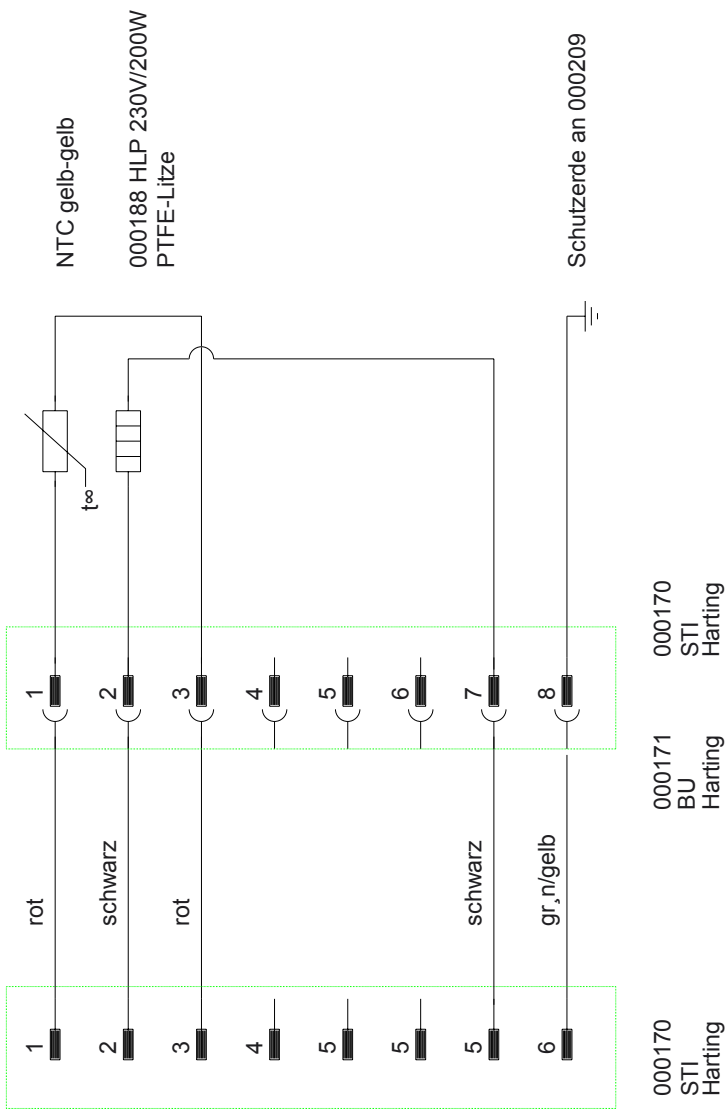 NTC gelb-gelb
000188 HLP 230V/200W
PTFE-Litze
Schutzerde an 000209
t∞
1
2
3
4
5
6
7
8
000170
STI
Harting
000171
BU
Harting
rot
schwarz
rot
schwarz
gr‚n/gelb
1
2
3
4
5
5
5
6
000170
STI
Harting